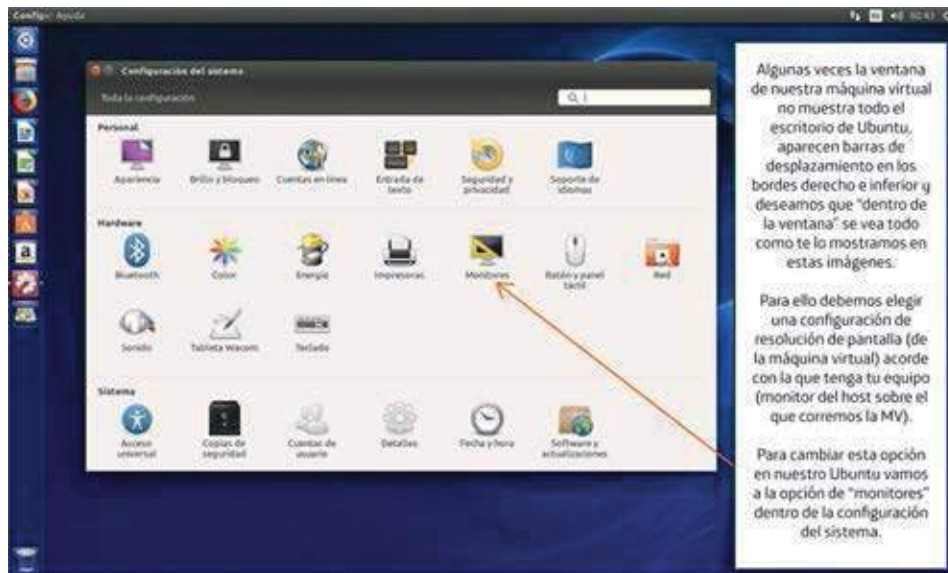 Ayuda
02:43
Configuración del sistema
Toda la configuración
Personal
Apariencia
Brillo y bloqueo
Cuentas en línea
Entrada de
texto
Seguridad y
privacidad
Soporte de
idiomas
Hardware
Bluetooth
Color
Energía
Impresoras
Monitores
Ratón y panel
táctil
Red
Sonido
Tableta Wacom
Teclado
Sistema
Acceso
universal
Copias de
seguridad
Cuentas de
usuario
Detalles
Fecha y hora
Software y
actualizaciones
Algunas veces la ventana
de nuestra máquina virtual
no muestra todo el
escritorio de Ubuntu,
aparecen barras de
desplazamiento en los
bordes derecho e inferior y
deseamos que "dentro de
la ventana" se vea todo
como te lo mostramos en
estas imágenes.
Para ello debemos elegir
una configuración de
resolución de pantalla (de
la máquina virtual) acorde
con la que tenga tu equipo
(monitor del host sobre el
que corremos la MV).
Para cambiar esta opción
en nuestro Ubuntu vamos
a la opción de "monitores"
dentro de la configuración
del sistema.